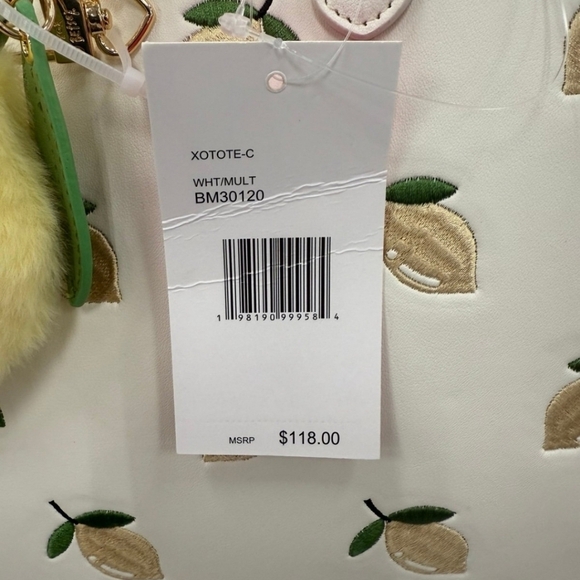 XOTOTE-C
WHT/MULT
BM30120
1 98190 99958 4
MSRP $118.00